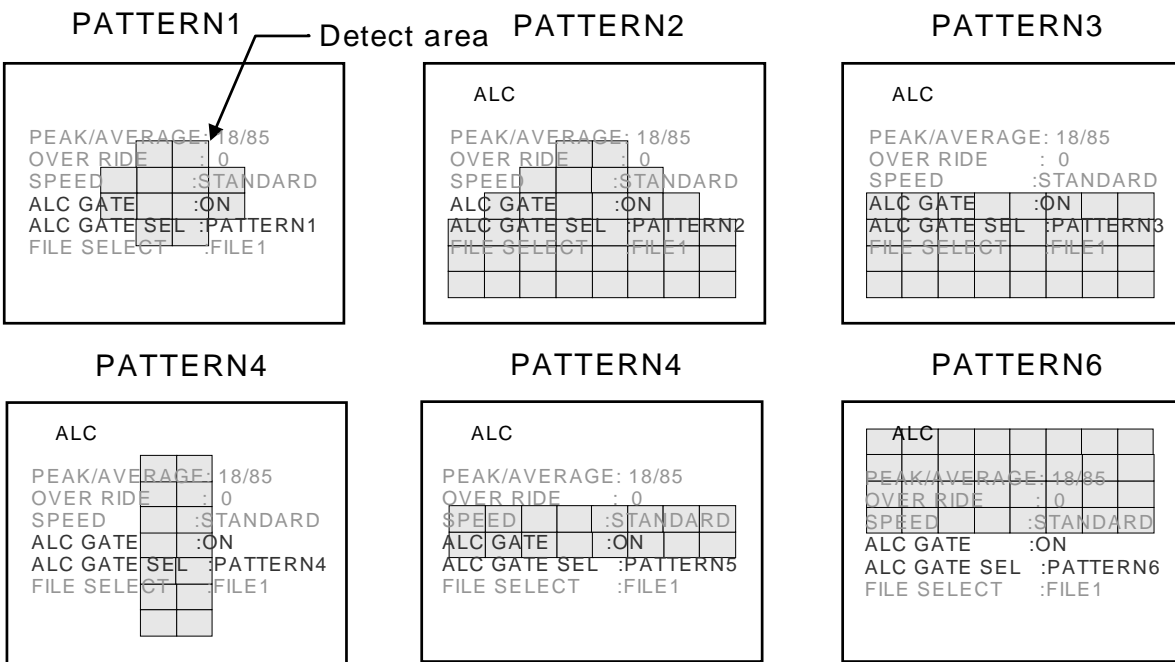 PATTERN1
Detect area
PEAK/AVERAGE: 18/85
OVER RIDE : 0
SPEED :STANDARD
ALC GATE :ON
ALC GATE SEL :PATTERN1
FILE SELECT :FILE1
PATTERN2
ALC
PEAK/AVERAGE: 18/85
OVER RIDE : 0
SPEED :STANDARD
ALC GATE :ON
ALC GATE SEL :PATTERN2
FILE SELECT :FILE1
PATTERN3
ALC
PEAK/AVERAGE: 18/85
OVER RIDE : 0
SPEED :STANDARD
ALC GATE :ON
ALC GATE SEL :PATTERN3
FILE SELECT :FILE1
PATTERN4
ALC
PEAK/AVERAGE: 18/85
OVER RIDE : 0
SPEED :STANDARD
ALC GATE :ON
ALC GATE SEL :PATTERN4
FILE SELECT :FILE1
PATTERN4
ALC
PEAK/AVERAGE: 18/85
OVER RIDE : 0
SPEED :STANDARD
ALC GATE :ON
ALC GATE SEL :PATTERN5
FILE SELECT :FILE1
PATTERN6
ALC
PEAK/AVERAGE: 18/85
OVER RIDE : 0
SPEED :STANDARD
ALC GATE :ON
ALC GATE SEL :PATTERN6
FILE SELECT :FILE1